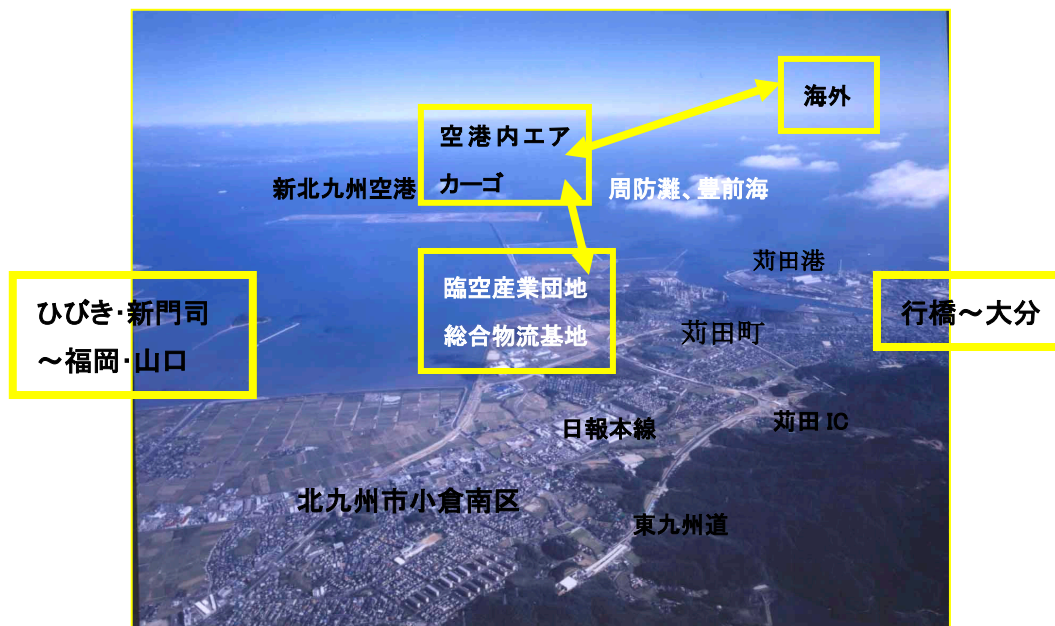 海外
空港内エア
カーゴ
新北九州空港
周防灘、豊前海
苅田港
臨空産業団地
総合物流基地
ひびき・新門司
～福岡・山口
行橋～大分
苅田町
日報本線
苅田 IC
北九州市小倉南区
東九州道